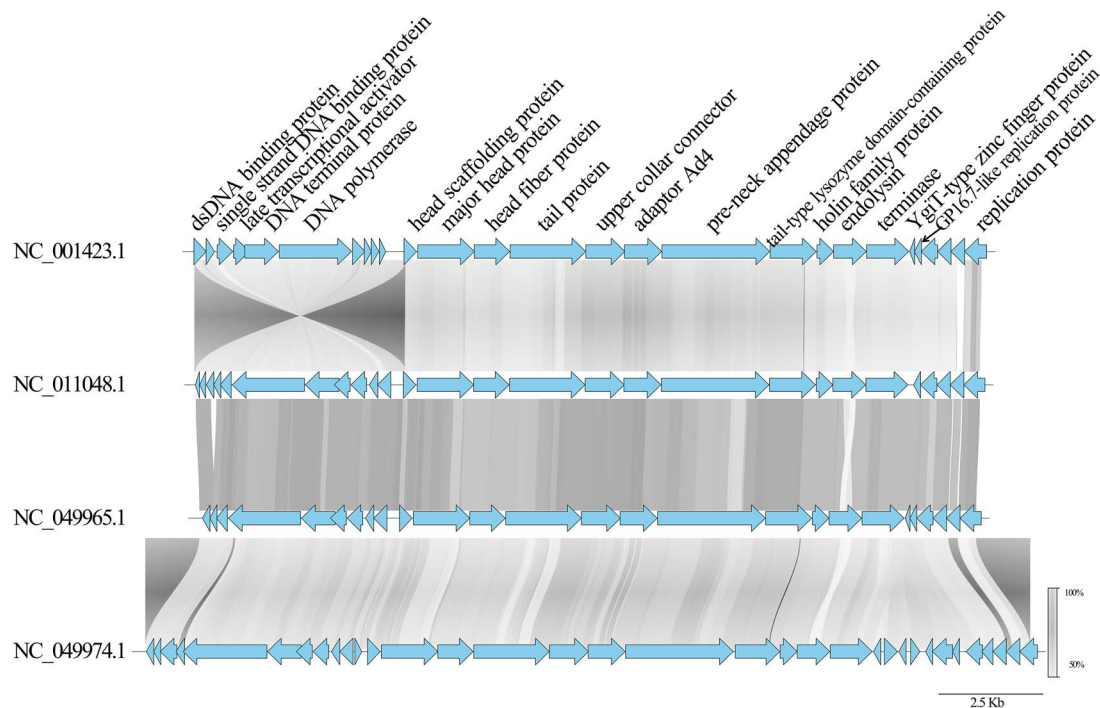 dsDNA binding protein
single strand DNA binding protein
late transcriptional activator
DNA terminal protein
DNA polymerase
head scaffolding protein
major head protein
head fiber protein
tail protein
upper collar connector
adaptor Ad4
pre-neck appendage protein
tail-type lysozyme domain-containing protein
holin family protein
endolysin
terminase
YgiT-type zinc finger protein
GP16.7-like replication protein
replication protein
NC_001423.1
NC_011048.1
NC_049965.1
NC_049974.1
100%
50%
2.5 Kb